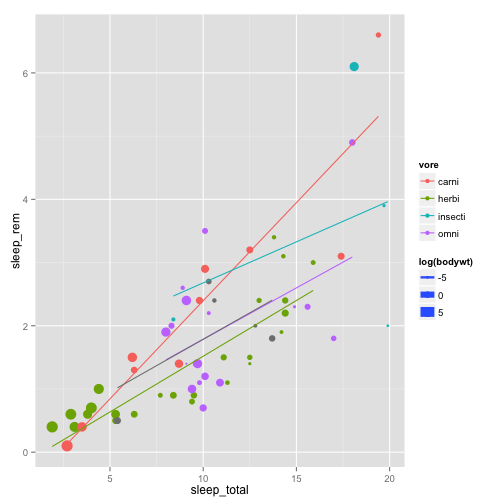 6
4
2
0
sleep_rem
5
10
15
20
sleep_total
vore
carni
herbi
insecti
omni
log(bodywt)
-5
0
5